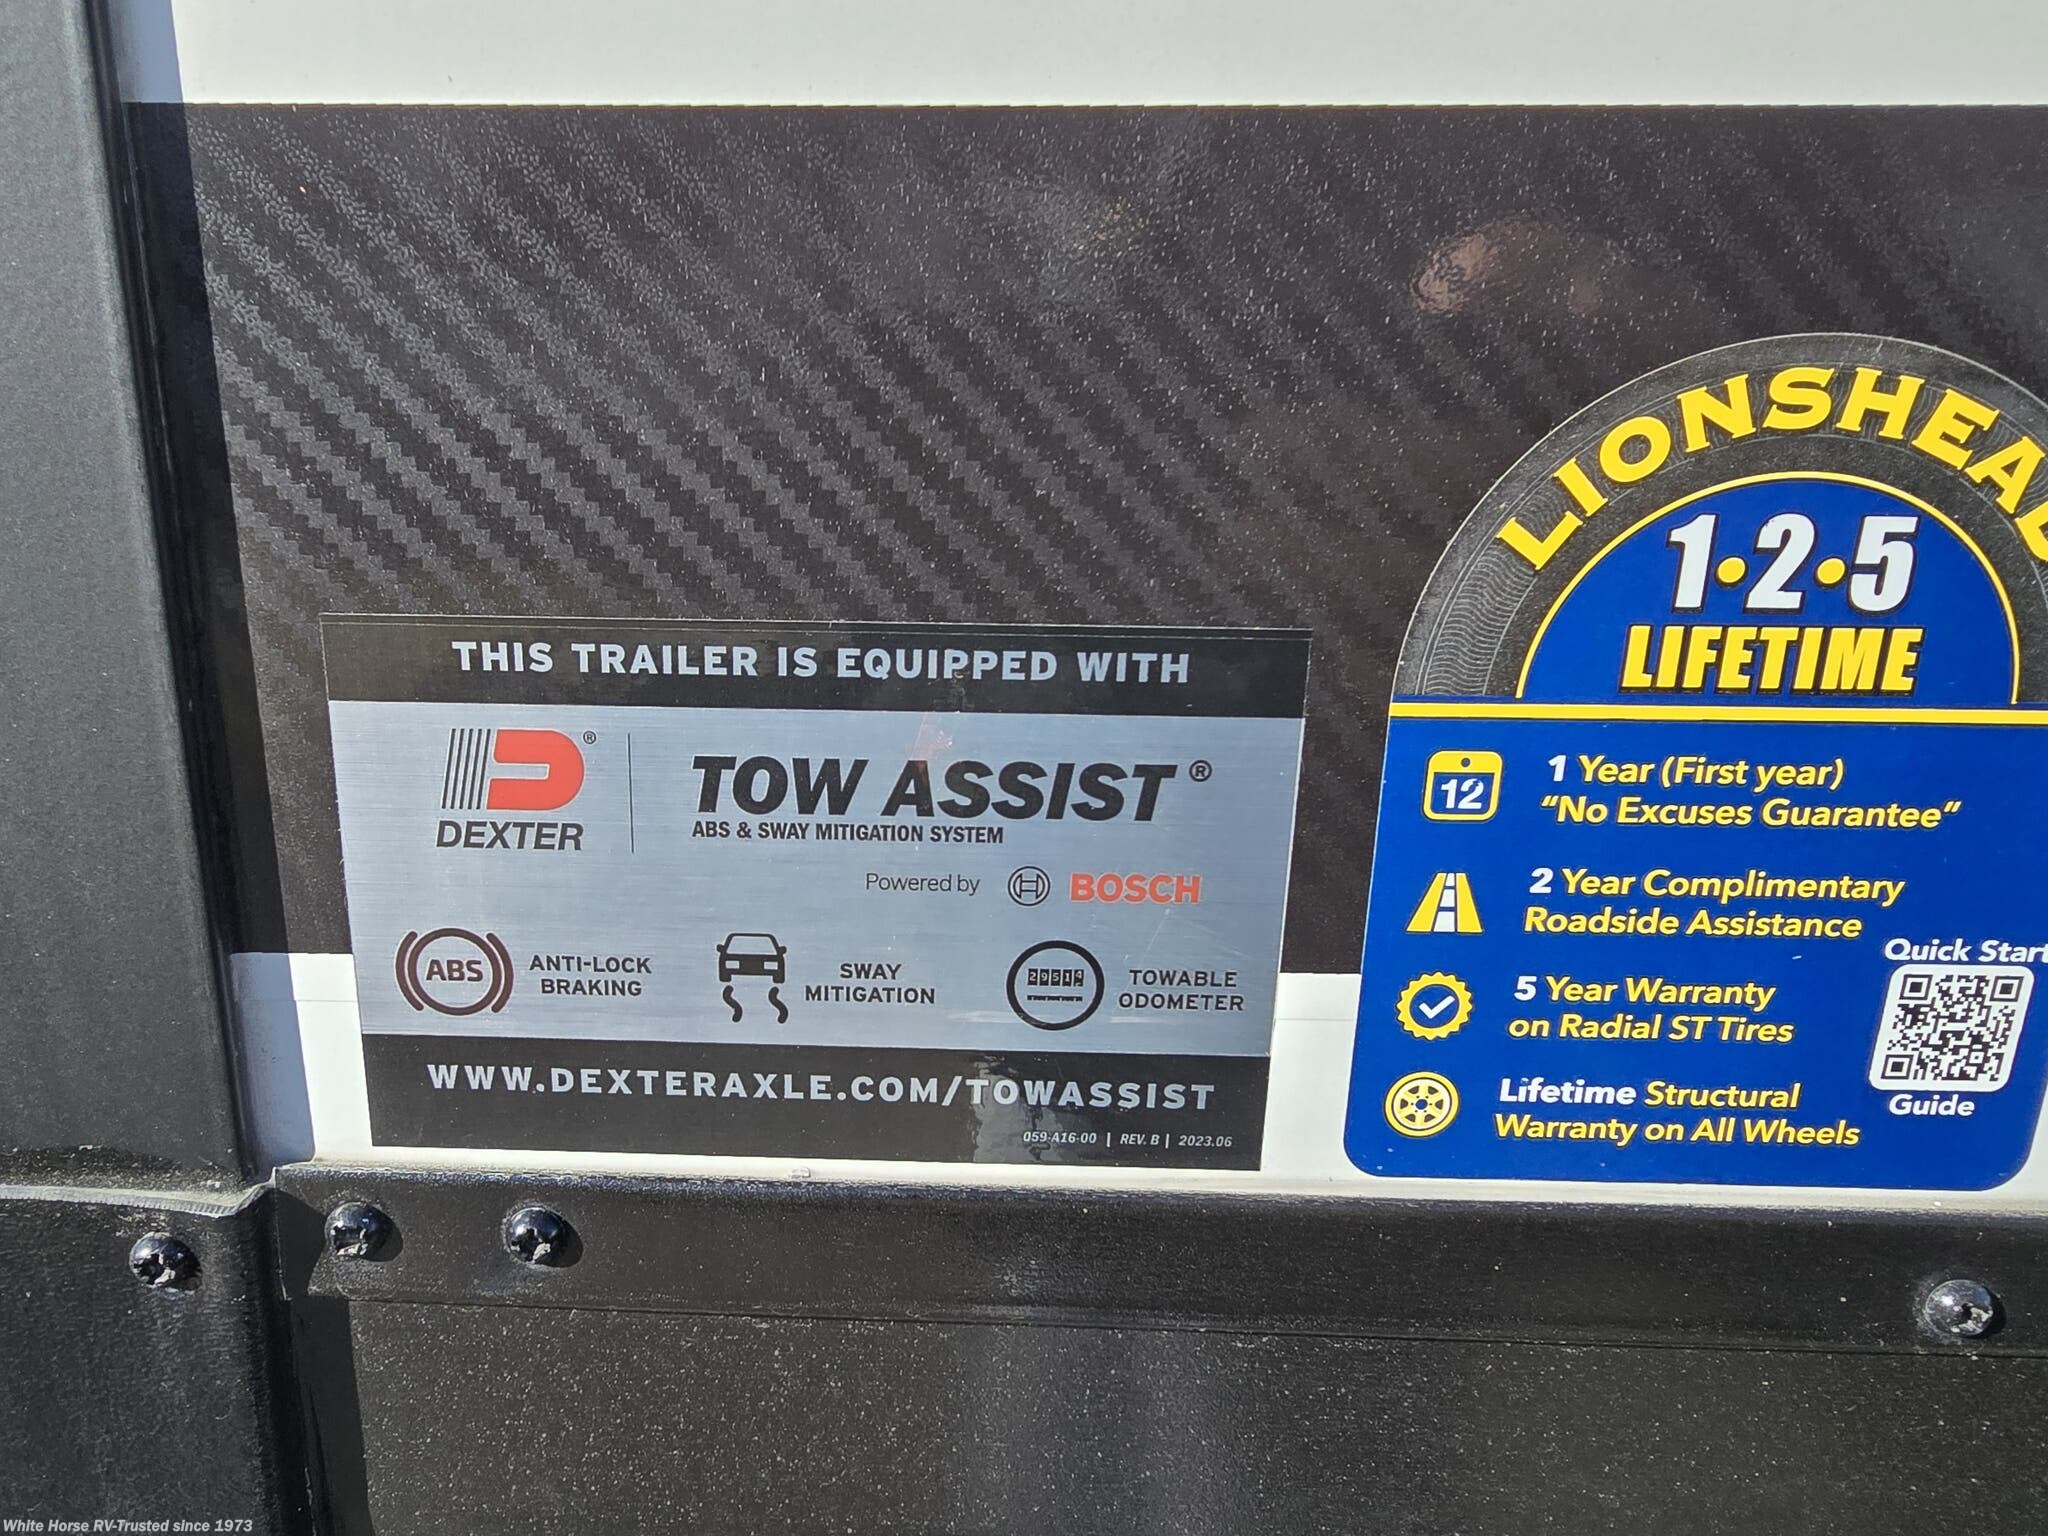 THIS TRAILER IS EQUIPPED WITH
DEXTER ®
TOW ASSIST®
ABS & SWAY MITIGATION SYSTEM
Powered by BOSCH
ABS
ANTI-LOCK
BRAKING
SWAY
MITIGATION
29514
TOWABLE
ODOMETER
WWW.DEXTERAXLE.COM/TOWASSIST
059-A16-00 | REV. B | 2023.06
LIONSHEAD
1•2•5
LIFETIME
12
1 Year (First year)
"No Excuses Guarantee"
2 Year Complimentary
Roadside Assistance
5 Year Warranty
on Radial ST Tires
Lifetime Structural
Warranty on All Wheels
Quick Start
Guide
White Horse RV-Trusted since 1973